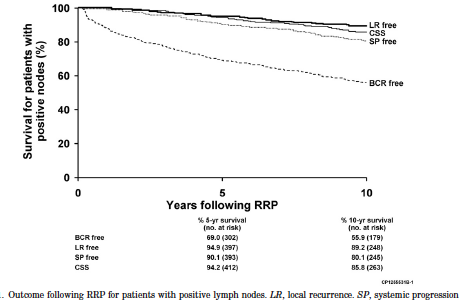 100
80
60
40
20
0
Survival for patients with
positive nodes (%)
LR free
CSS
SP free
BCR free
0
5
10
Years following RRP
% 5-yr survival
(no. at risk)
% 10-yr survival
(no. at risk)
BCR free 69.0 (302) 55.9 (179)
LR free 94.9 (397) 89.2 (248)
SP free 90.1 (393) 80.1 (245)
CSS 94.2 (412) 85.8 (263)
. Outcome following RRP for patients with positive lymph nodes. LR, local recurrence. SP, systemic progression